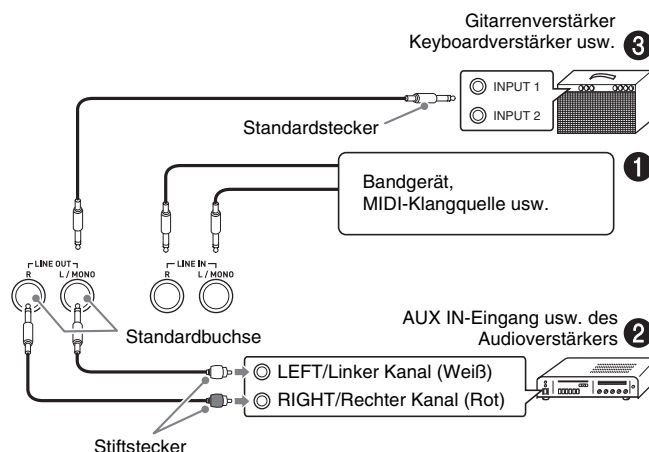 Gitarrenverstärker
Keyboardverstärker usw.
3
INPUT 1
INPUT 2
Standardstecker
1
Bandgerät,
MIDI-Klangquelle usw.
LINE OUT
R L / MONO
LINE IN
R L / MONO
Standardbuchse
AUX IN-Eingang usw. des
Audioverstärkers
2
LEFT/Linker Kanal (Weiß)
RIGHT/Rechter Kanal (Rot)
Stiftstecker